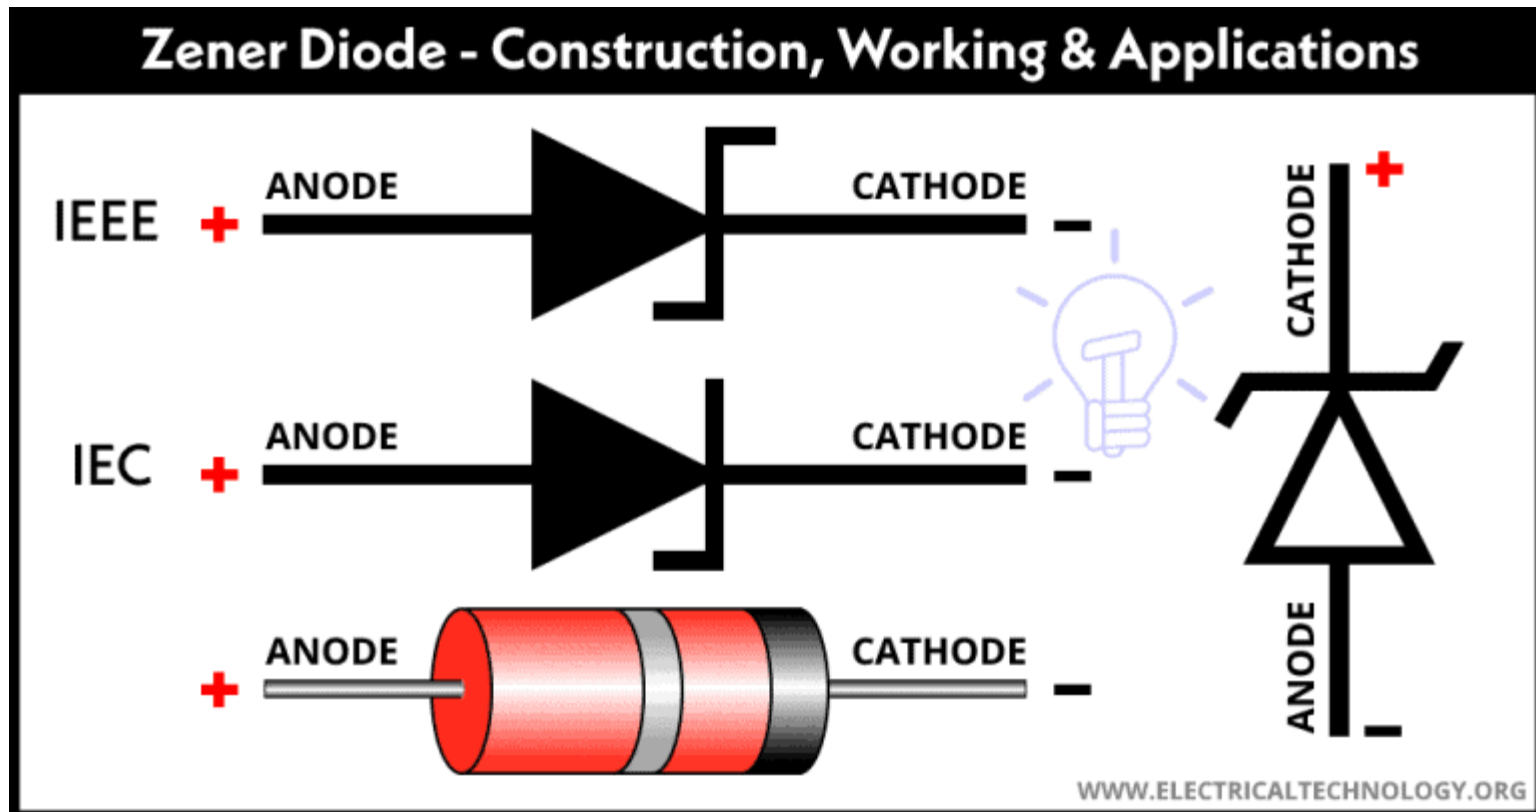 Zener Diode - Construction, Working & Applications
IEEE + ANODE CATHODE -
IEC + ANODE CATHODE -
+ ANODE CATHODE -
CATHODE +
ANODE -
WWW.ELECTRICALTECHNOLOGY.ORG